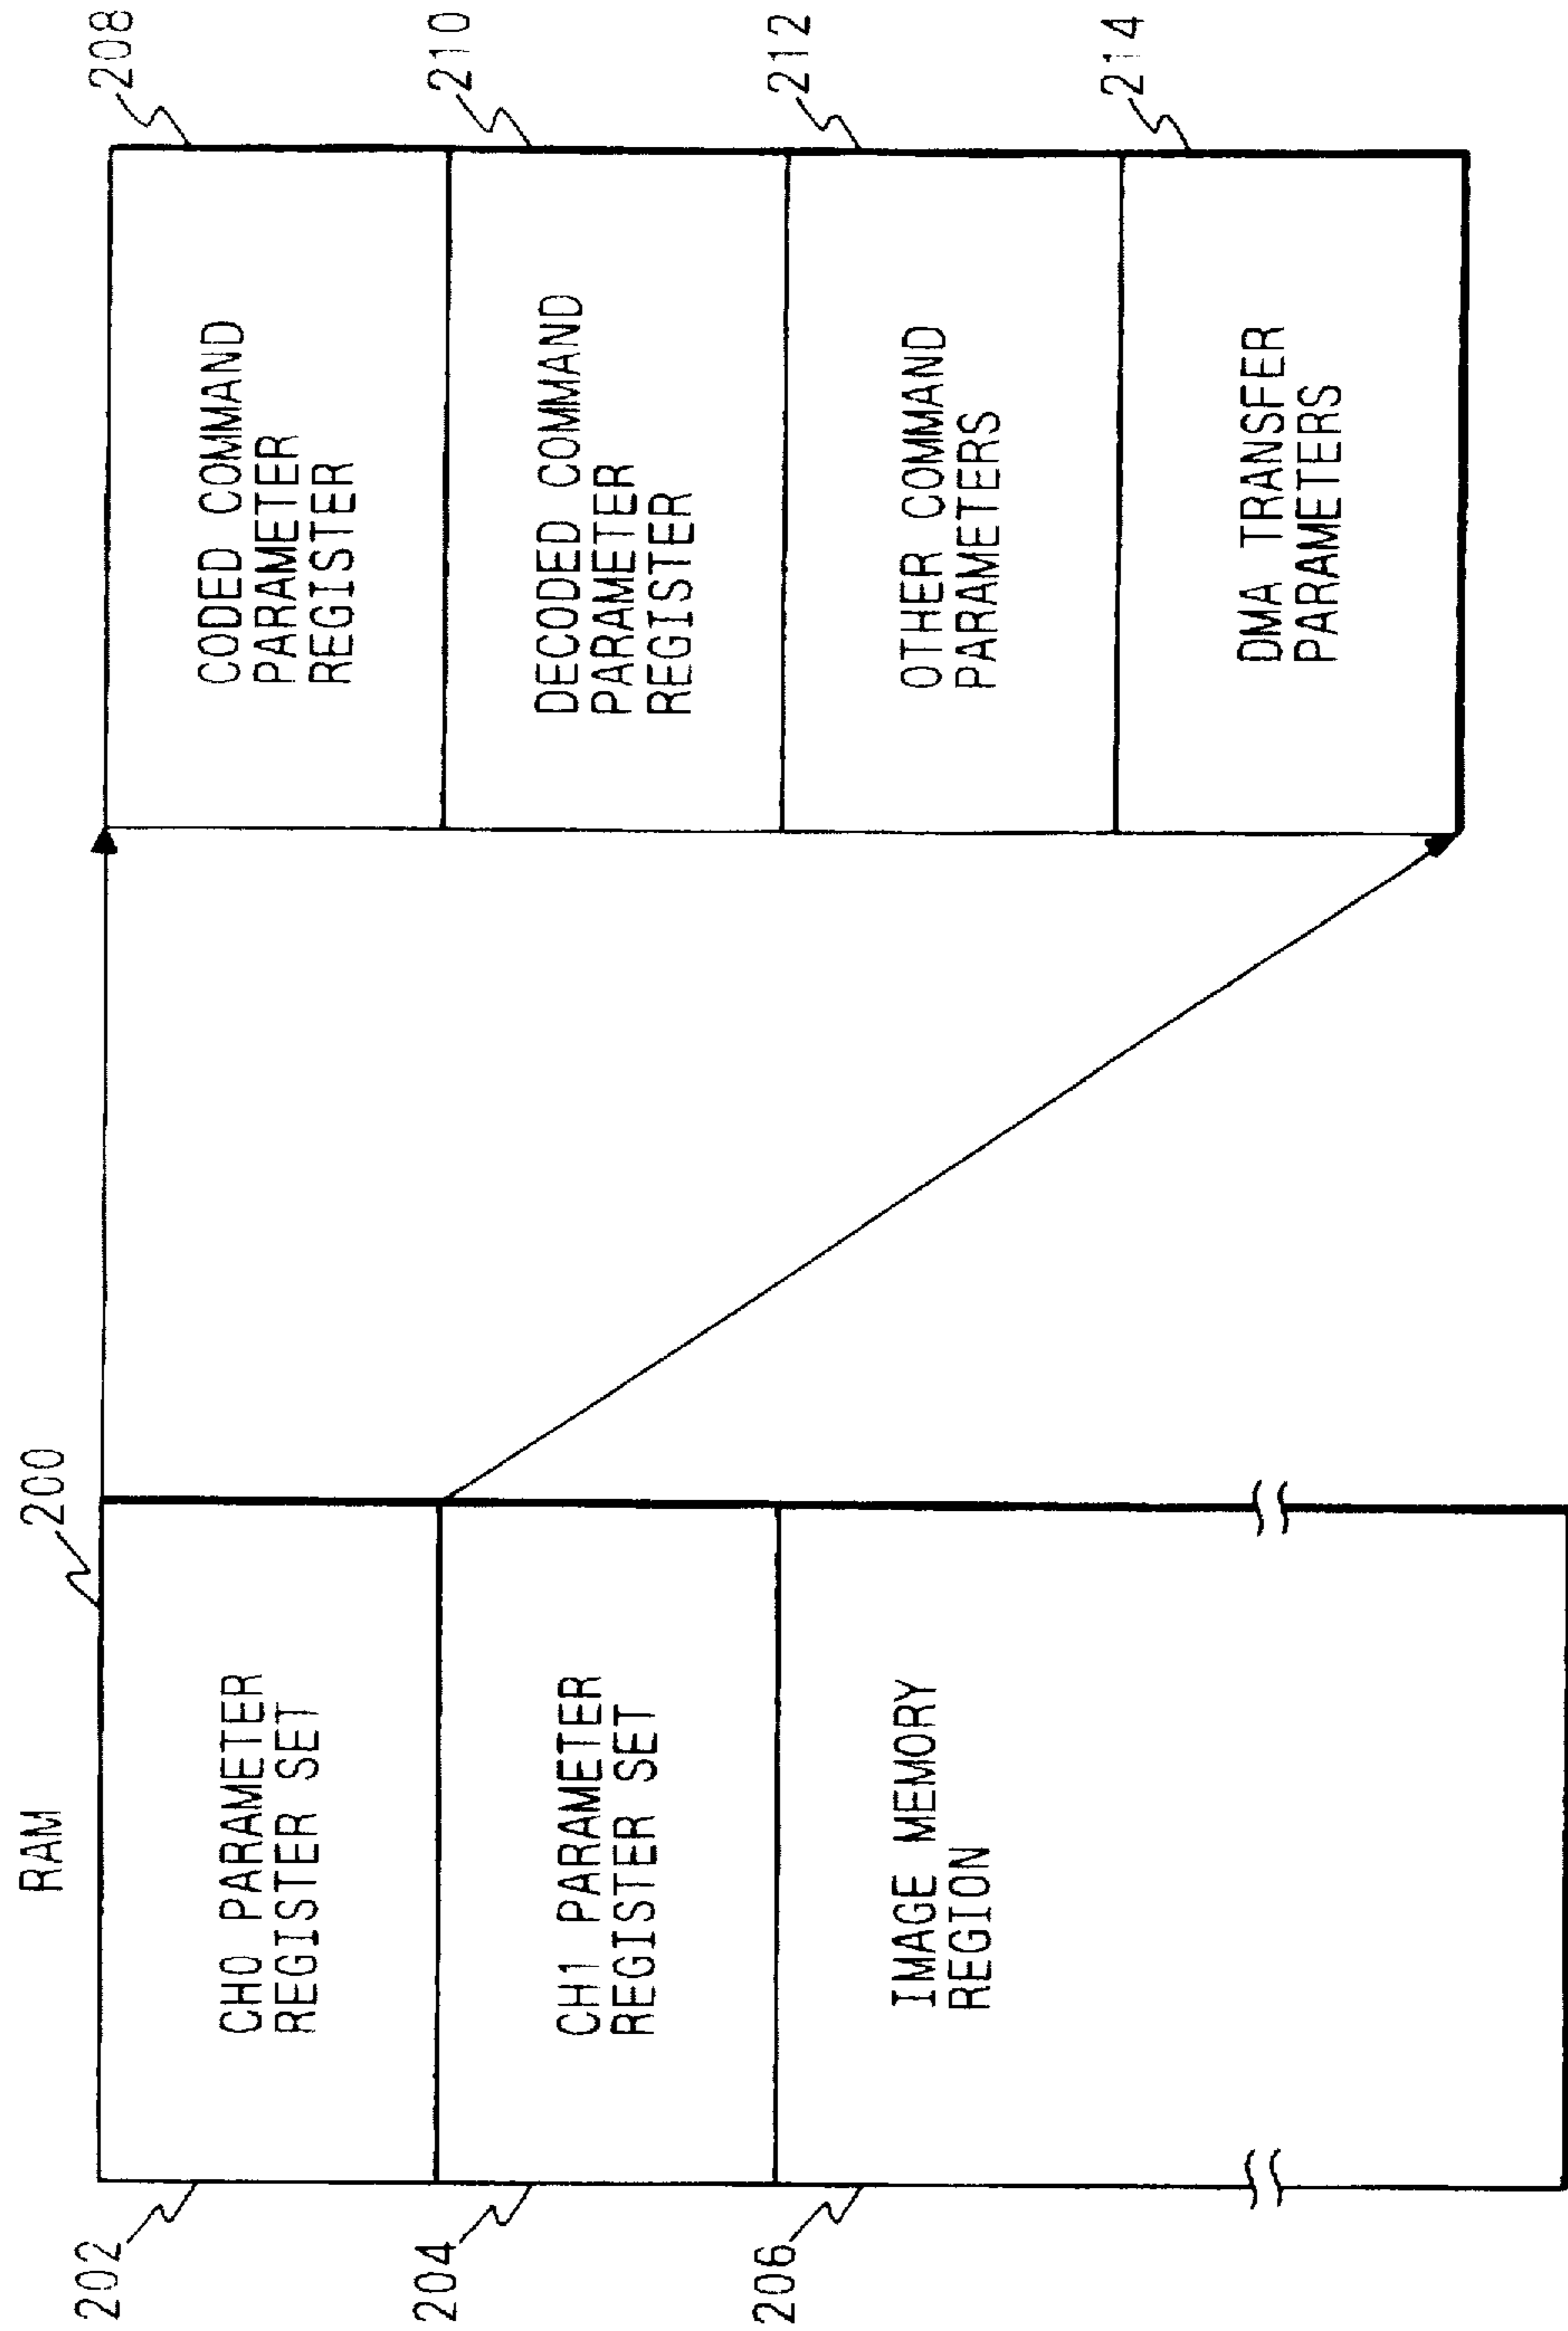 RAM
200
202
CH0 PARAMETER
REGISTER SET
204
CH1 PARAMETER
REGISTER SET
206
IMAGE MEMORY
REGION
CODED COMMAND
PARAMETER
REGISTER
208
DECODED COMMAND
PARAMETER
REGISTER
210
OTHER COMMAND
PARAMETERS
212
DMA TRANSFER
PARAMETERS
214